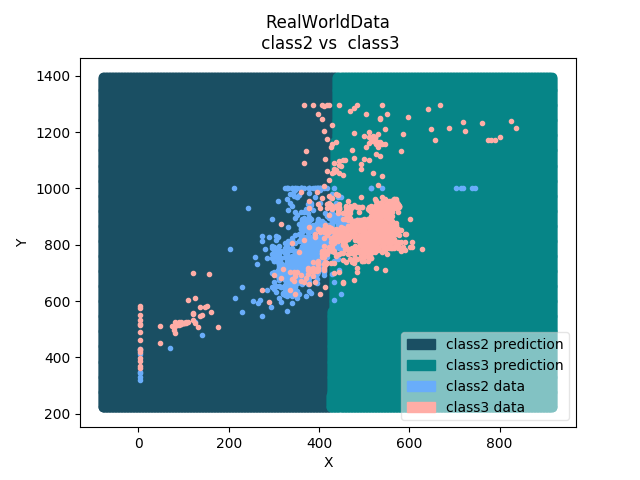 RealWorldData
class2 vs  class3
1400
1200
1000
800
600
400
200
Y
0
200
400
600
800
X
class2 prediction
class3 prediction
class2 data
class3 data